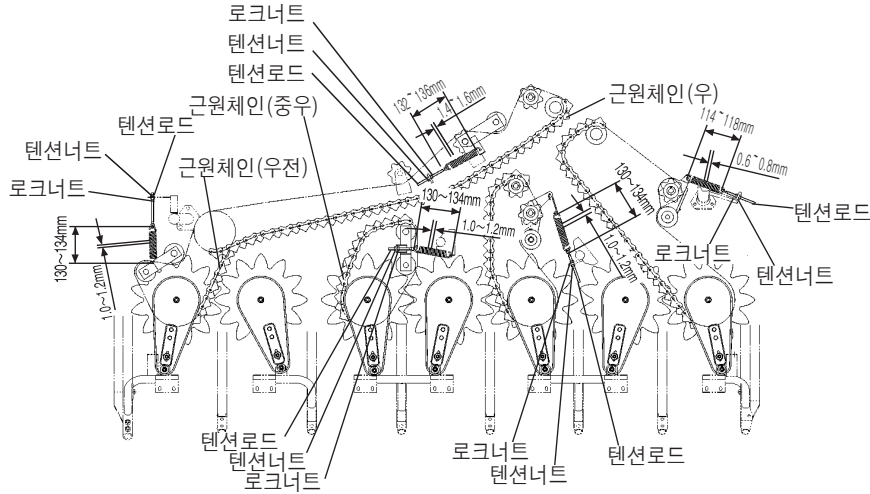 로크너트
텐션너트
텐션로드
근원체인(중우)
132~136mm
1.4~1.6mm
근원체인(우)
114~118mm
0.6~0.8mm
텐션로드
텐션너트
로크너트
근원체인(우전)
130~134mm
1.0~1.2mm
130~134mm
1.0~1.2mm
130~134mm
1.0~1.2mm
텐션로드
로크너트
텐션너트
텐션로드
텐션너트
로크너트
로크너트
텐션너트
텐션로드